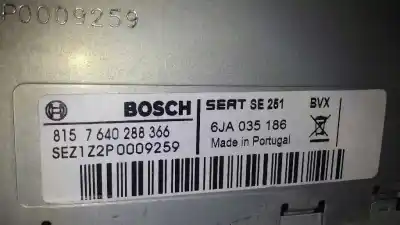 P0009259
BOSCH
SEAT SE 251 BVX
815 7 640 288 366
6JA 035 186
SEZ1Z2P0009259
Made in Portugal